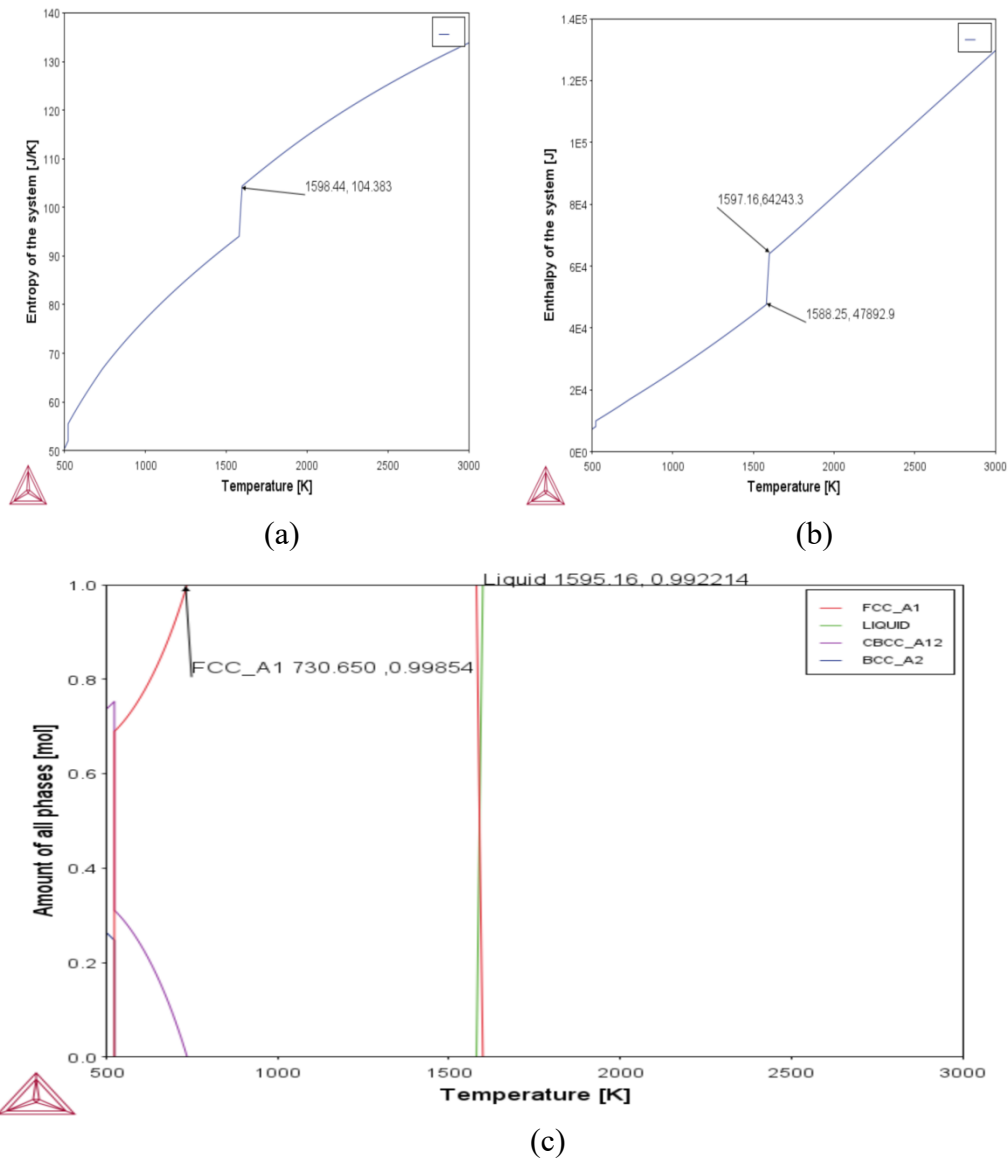 140
130
120
110
100
90
80
70
60
50
Entropy of the system [J/K]
1598.44, 104.383
500
1000
1500
2000
2500
3000
Temperature [K]
(a)
1.4E5
1.2E5
1E5
8E4
6E4
4E4
2E4
0E0
Enthalpy of the system [J]
1597.16,64243.3
1588.25, 47892.9
500
1000
1500
2000
2500
3000
Temperature [K]
(b)
Liquid 1595.16, 0.992214
1.0
0.8
0.6
0.4
0.2
0.0
Amount of all phases [mol]
FCC_A1 730.650 ,0.99854
FCC_A1
LIQUID
CBCC_A12
BCC_A2
500
1000
1500
2000
2500
3000
Temperature [K]
(c)